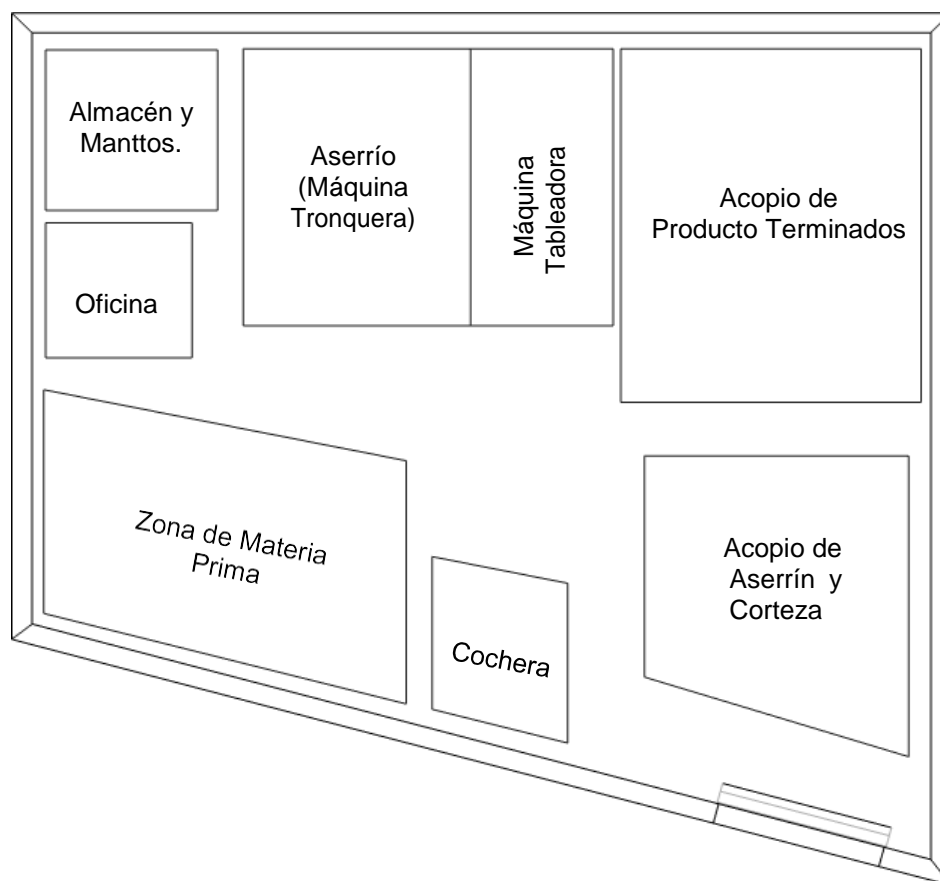 Almacén y
Manttos.
Aserrío
(Máquina
Tronquera)
Máquina
Tableadora
Acopio de
Producto Terminados
Oficina
Zona de Materia
Prima
Cochera
Acopio de
Aserrín y
Corteza